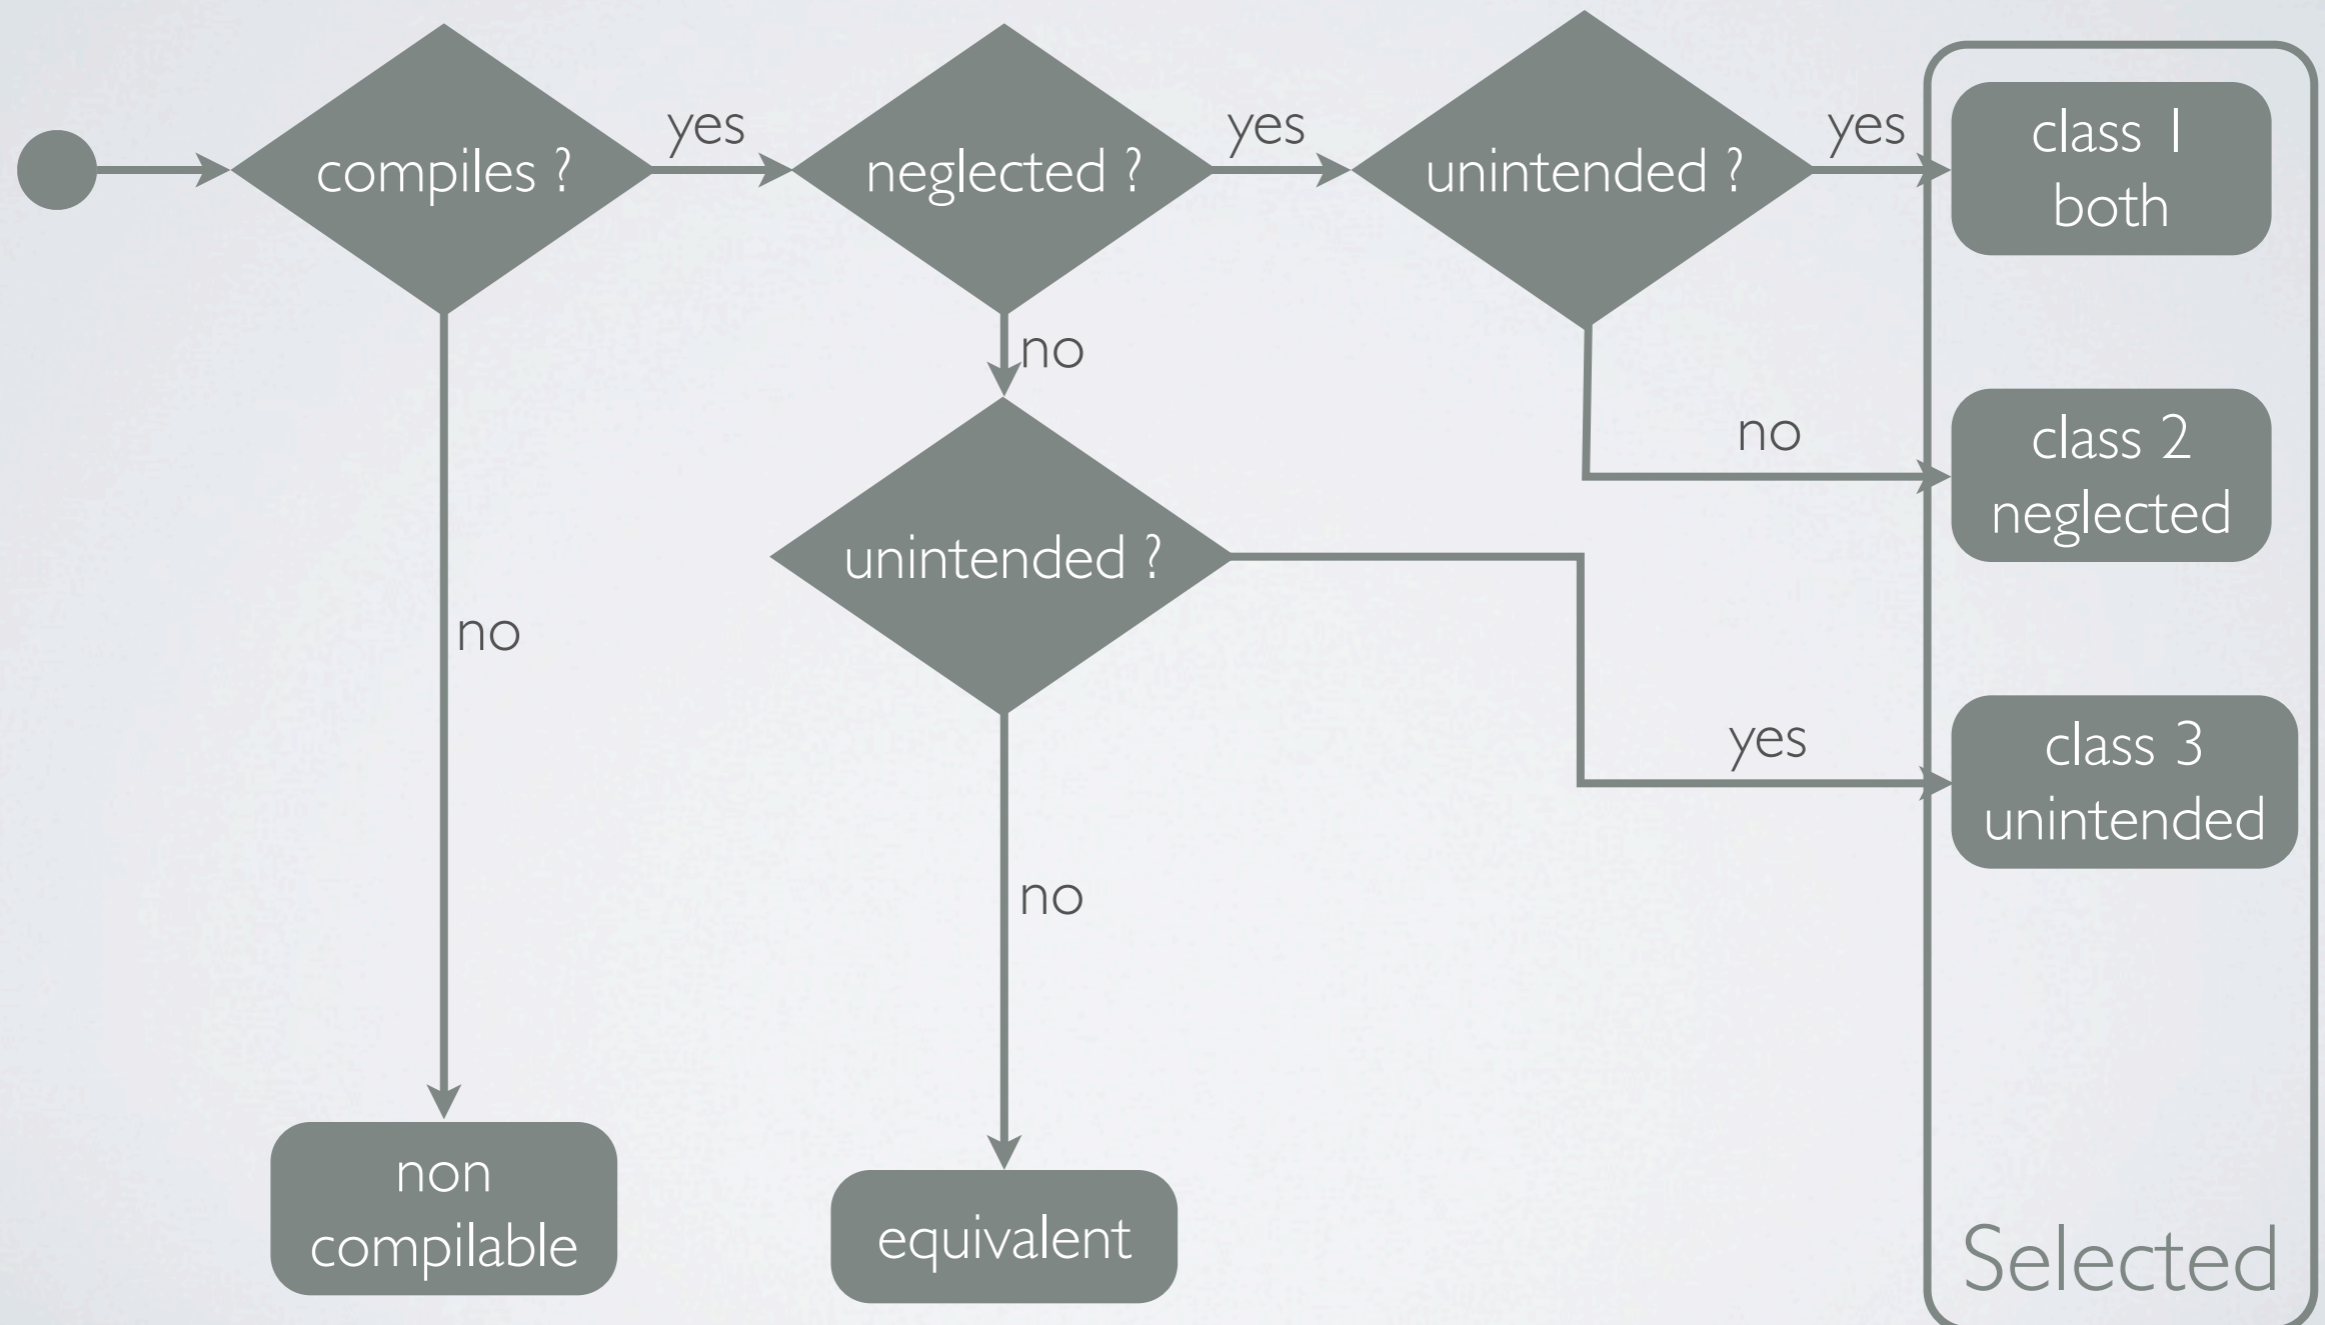 compiles ?
yes
neglected ?
yes
unintended ?
yes
class 1
both
no
no
class 2
neglected
unintended ?
no
yes
class 3
unintended
no
non
compilable
equivalent
Selected